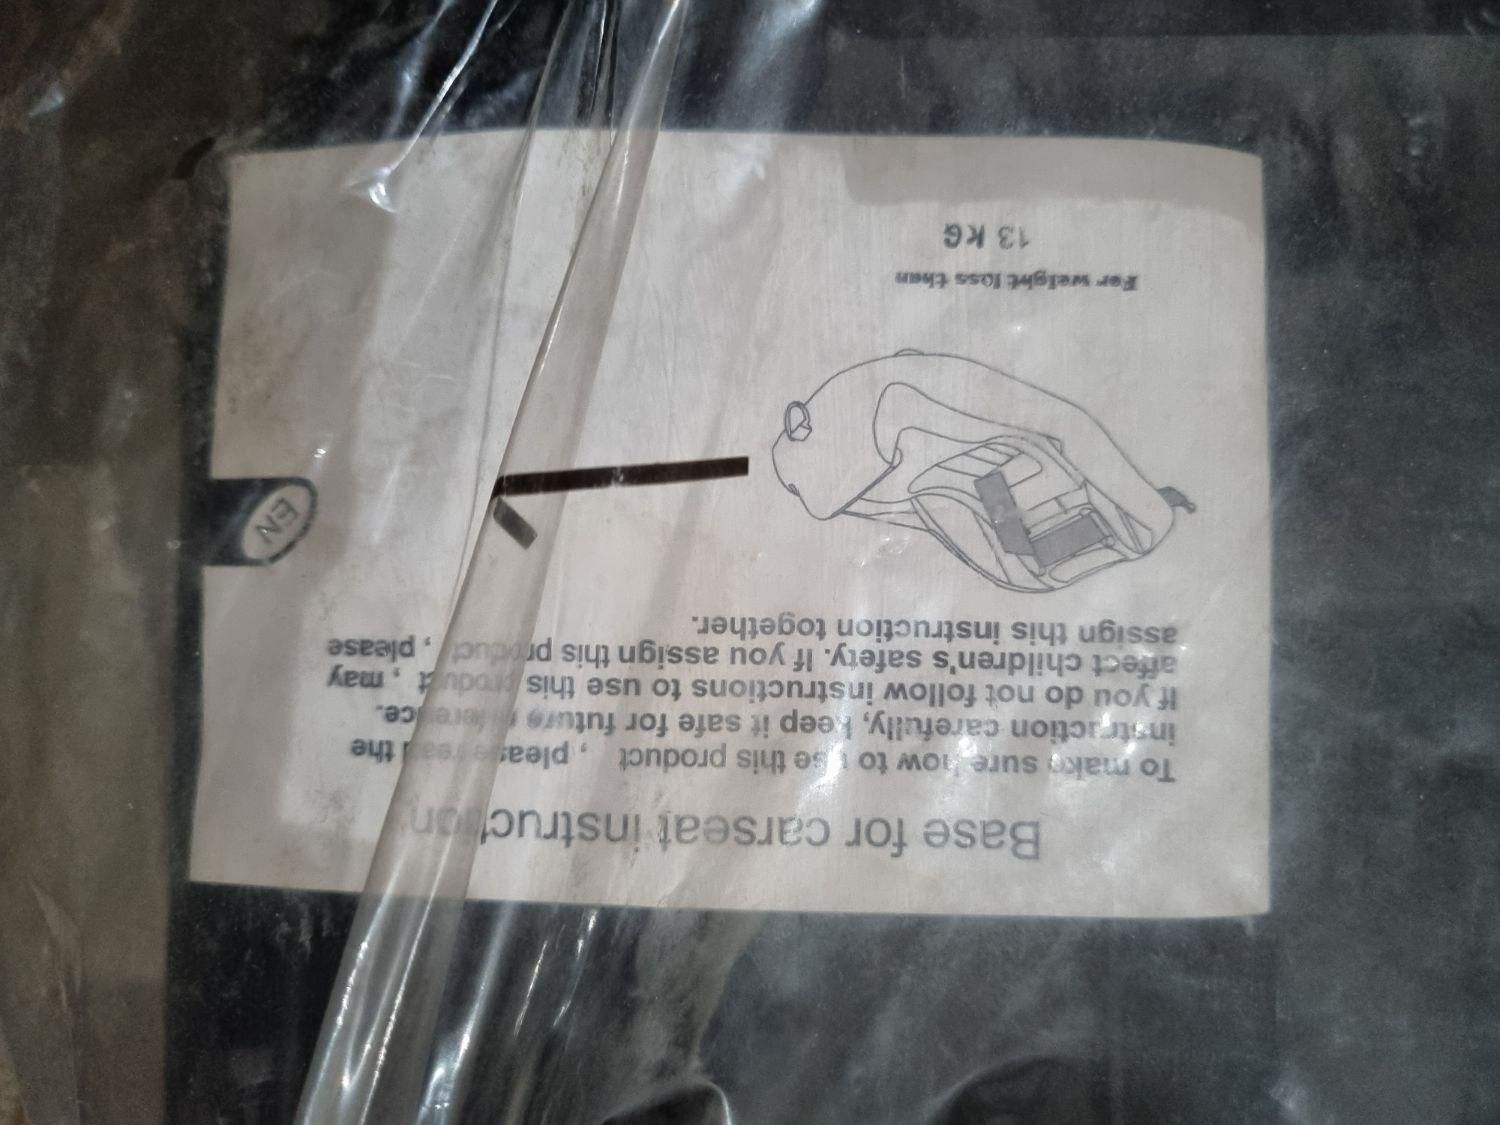 Base for carseat instruction
To make sure how to use this product , please read the
instruction carefully, keep it safe for future reference.
If you do not follow instructions to use this product , may
affect children's safety. If you assign this product , please
assign this instruction together.
EN
For weight loss than
13 KG